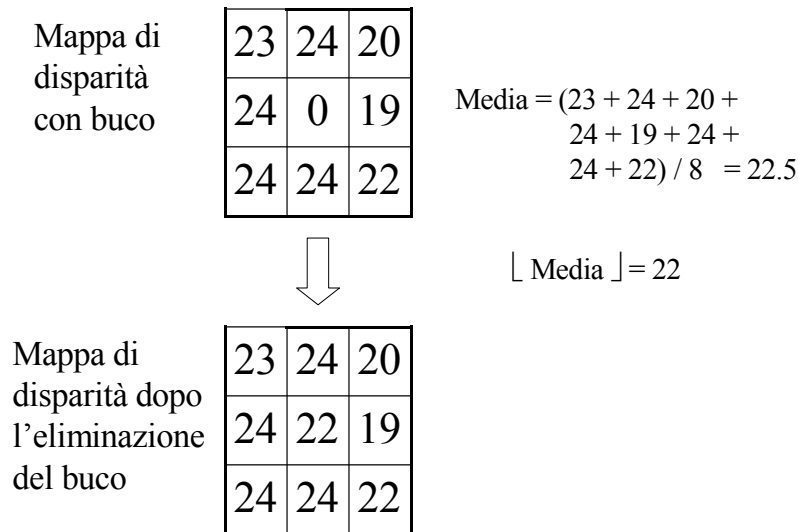 Mappa di
disparità
con buco
23 24 20
24 0 19
24 24 22
Media = (23 + 24 + 20 +
24 + 19 + 24 +
24 + 22) / 8 = 22.5
⌊ Media ⌋ = 22
Mappa di
disparità dopo
l'eliminazione
del buco
23 24 20
24 22 19
24 24 22